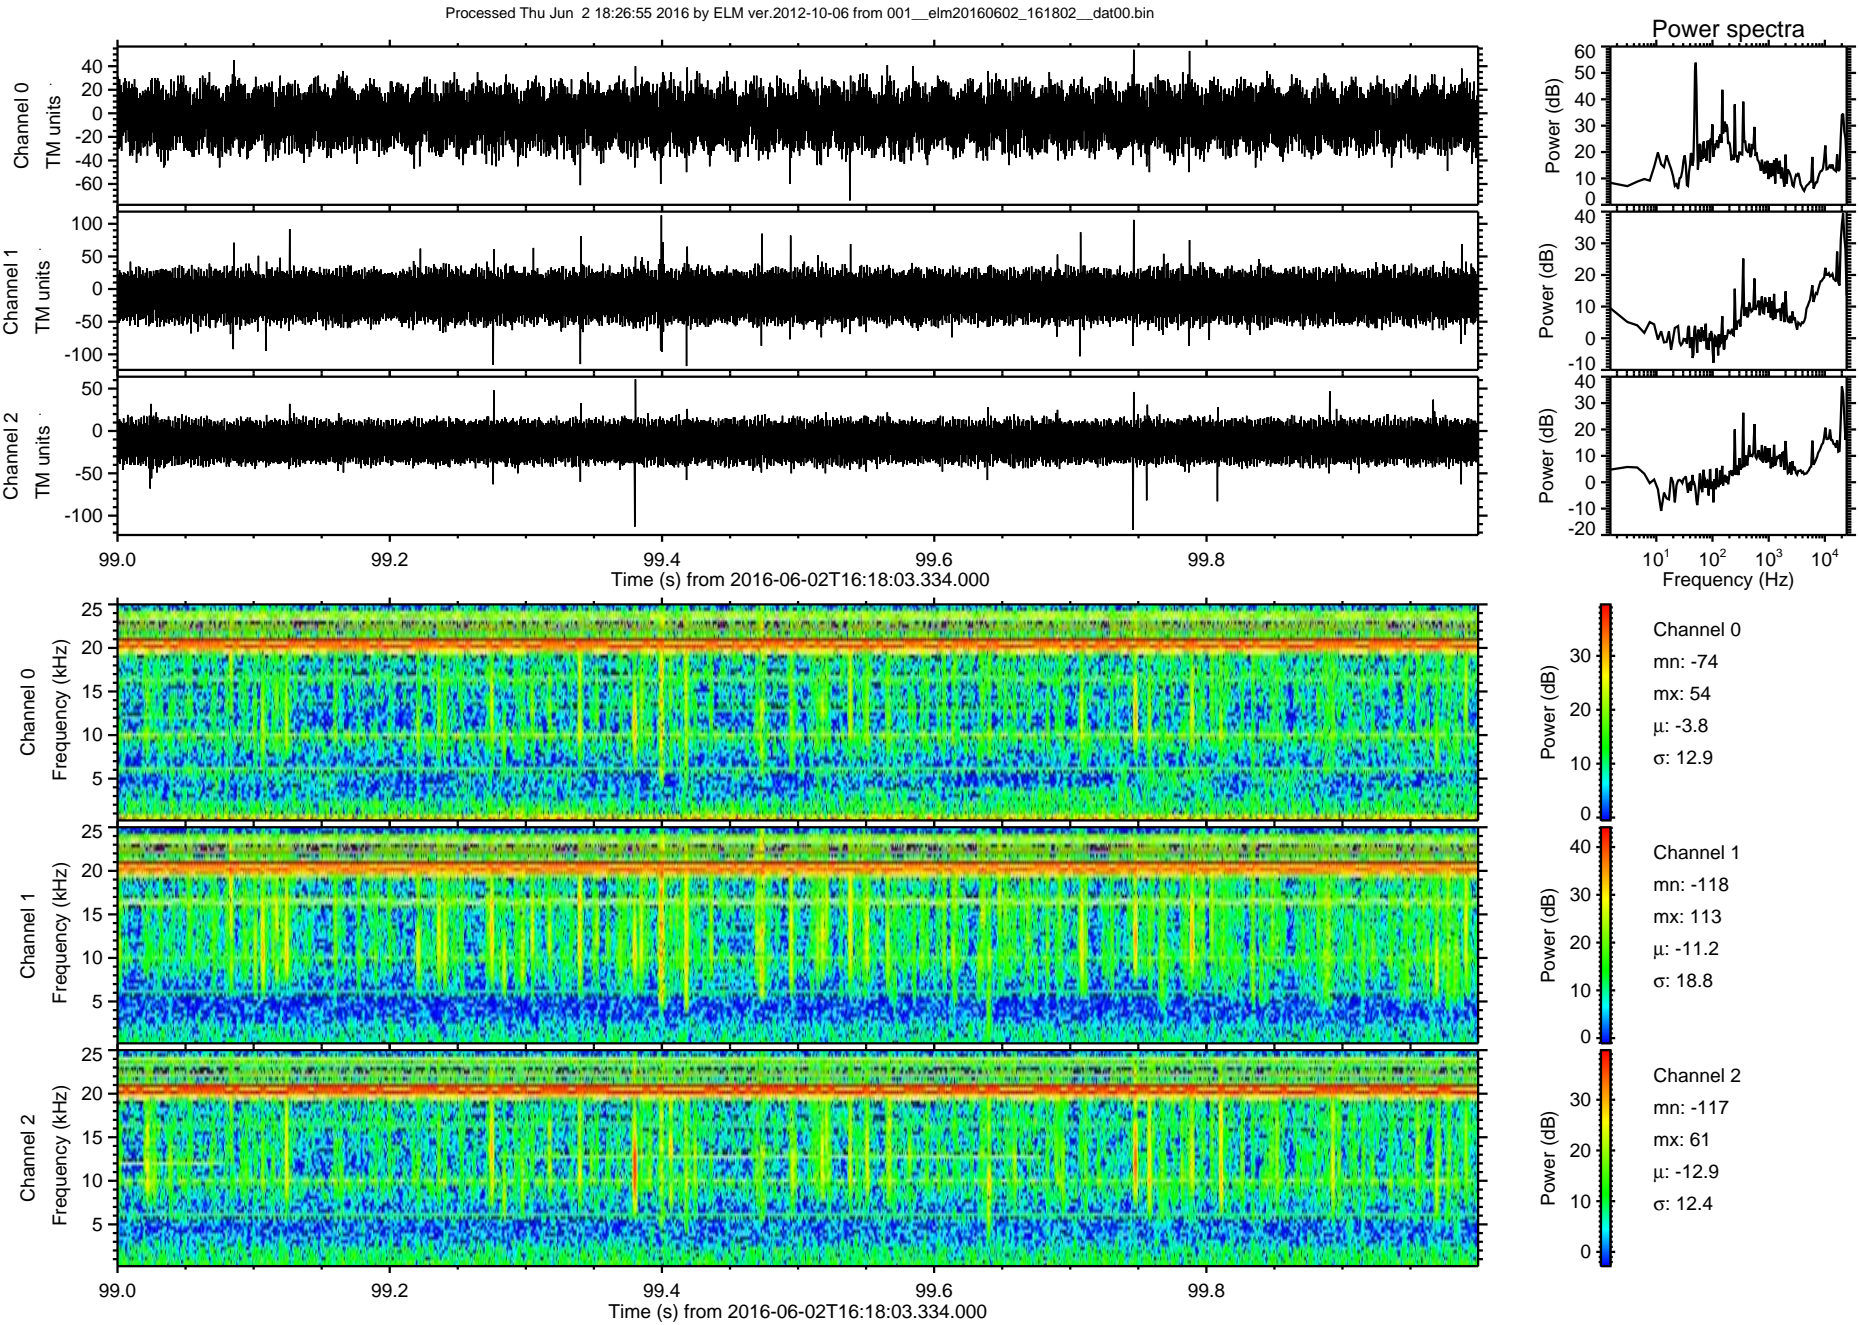 Processed Thu Jun  2 18:26:55 2016 by ELM ver.2012-10-06 from 001__elm20160602_161802__dat00.bin
Power spectra
Channel 0
TM units
40
20
0
-20
-40
-60
Power (dB)
60
50
40
30
20
10
0
Channel 1
TM units
100
50
0
-50
-100
Power (dB)
40
30
20
10
0
-10
Channel 2
TM units
50
0
-50
-100
Power (dB)
40
30
20
10
0
-10
-20
99.0 99.2 99.4 99.6 99.8
Time (s) from 2016-06-02T16:18:03.334.000
10^1 10^2 10^3 10^4
Frequency (Hz)
Channel 0
Frequency (kHz)
25
20
15
10
5
Power (dB)
30
20
10
0
Channel 0
mn: -74
mx: 54
μ: -3.8
σ: 12.9
Channel 1
Frequency (kHz)
25
20
15
10
5
Power (dB)
40
30
20
10
0
Channel 1
mn: -118
mx: 113
μ: -11.2
σ: 18.8
Channel 2
Frequency (kHz)
25
20
15
10
5
Power (dB)
30
20
10
0
Channel 2
mn: -117
mx: 61
μ: -12.9
σ: 12.4
99.0 99.2 99.4 99.6 99.8
Time (s) from 2016-06-02T16:18:03.334.000